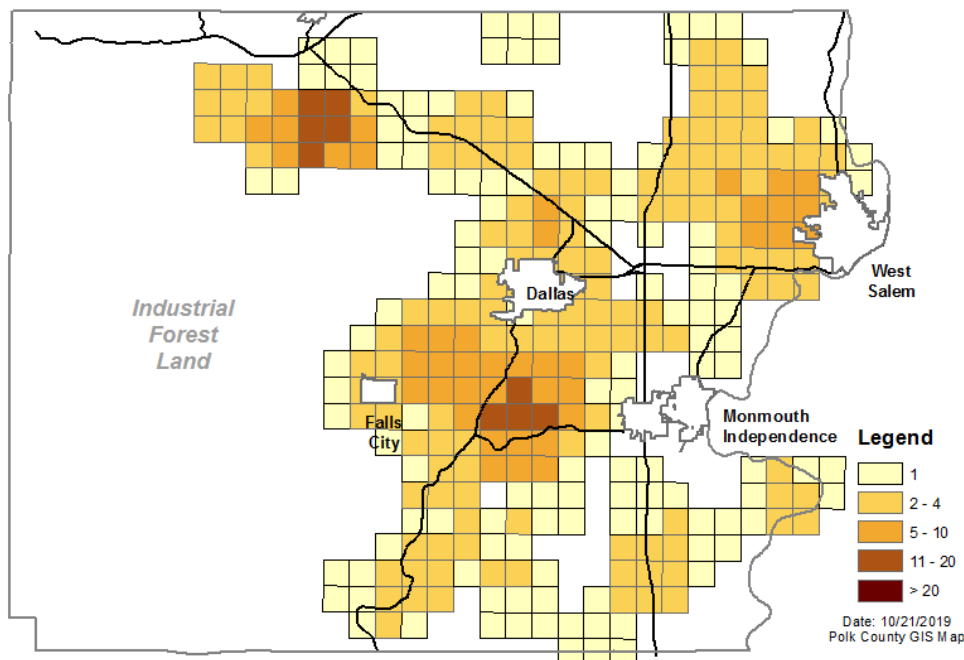 Industrial
Forest
Land
Dallas
West
Salem
Falls
City
Monmouth
Independence
Legend
1
2 - 4
5 - 10
11 - 20
> 20
Date: 10/21/2019
Polk County GIS Map